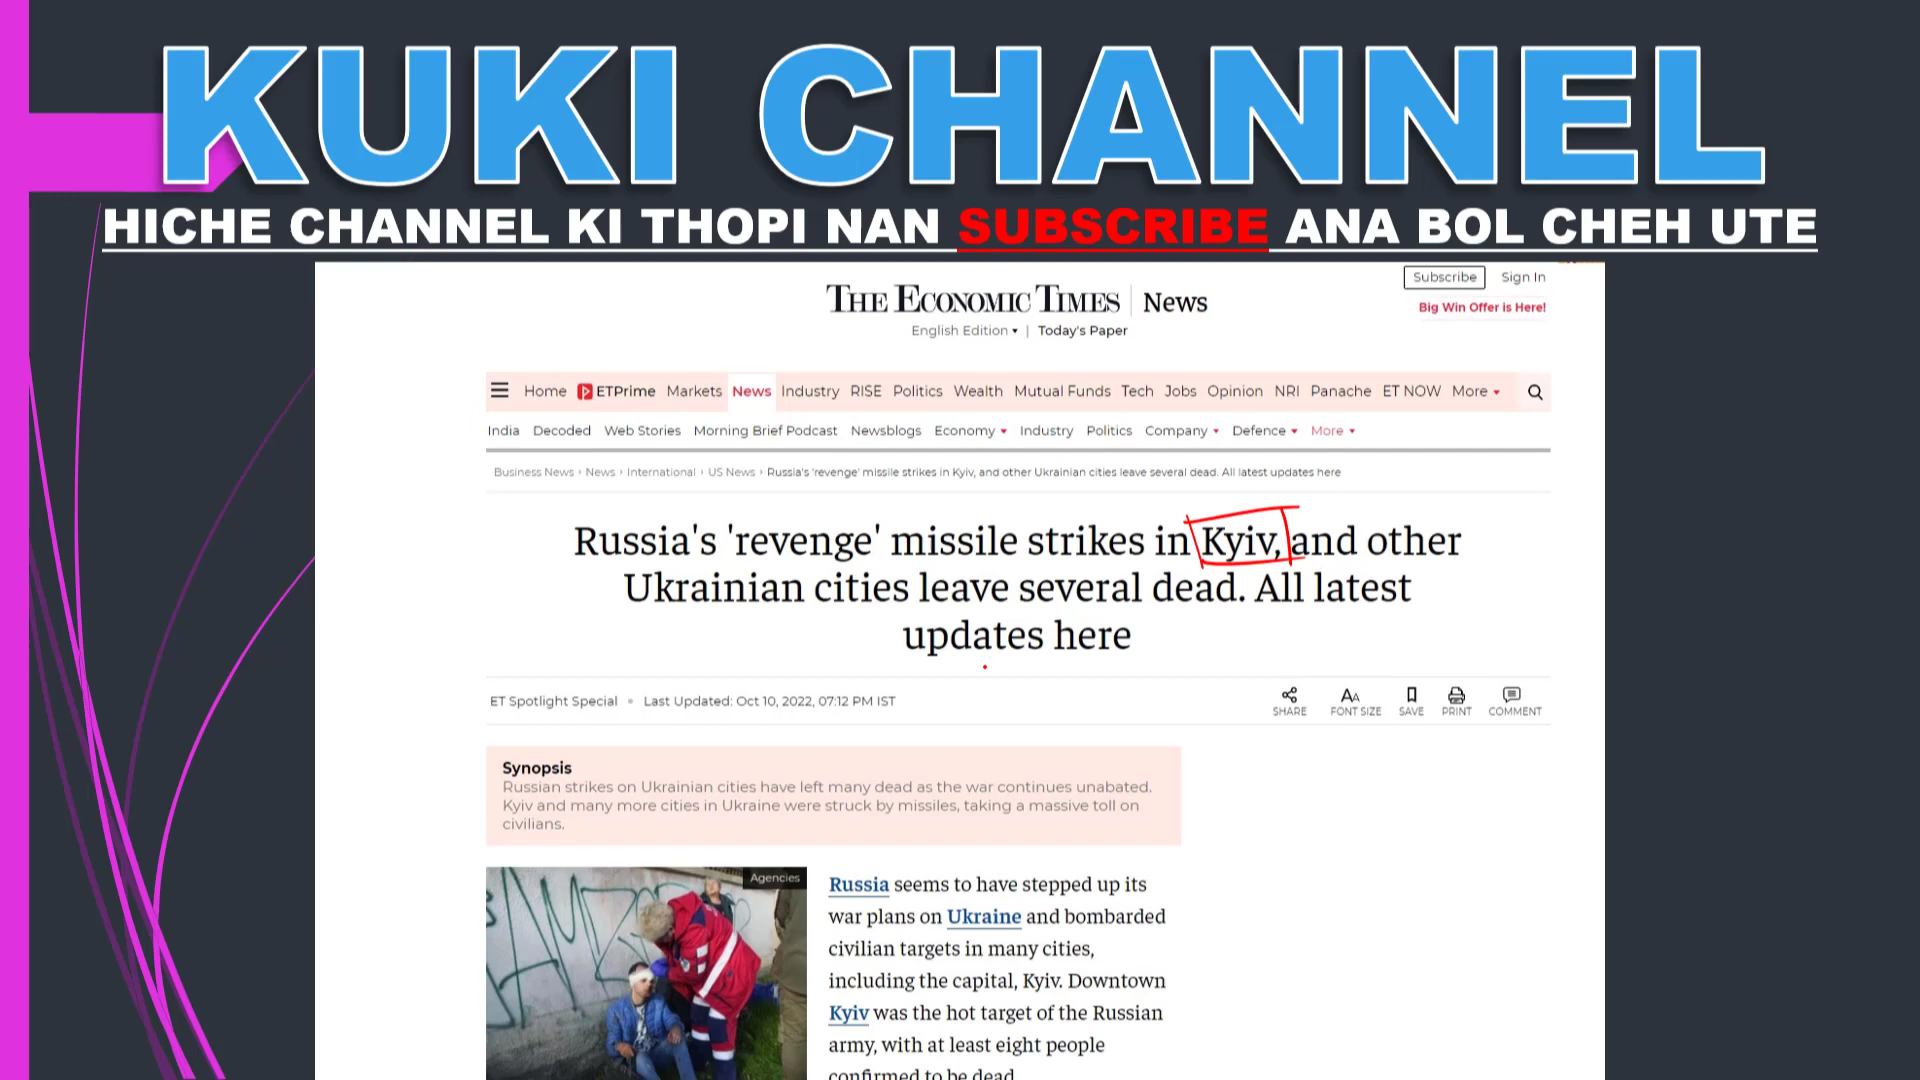 KUKI CHANNEL
HICHE CHANNEL KI THOPI NAN SUBSCRIBE ANA BOL CHEH UTE
Subscribe Sign In
THE ECONOMIC TIMES | News
Big Win Offer is Here!
English Edition ▾ | Today's Paper
Home ETPrime Markets News Industry RISE Politics Wealth Mutual Funds Tech Jobs Opinion NRI Panache ET NOW More
India Decoded Web Stories Morning Brief Podcast Newsblogs Economy Industry Politics Company Defence More
Business News › News › International › US News › Russia's 'revenge' missile strikes in Kyiv, and other Ukrainian cities leave several dead. All latest updates here
Russia's 'revenge' missile strikes in Kyiv, and other
Ukrainian cities leave several dead. All latest
updates here
ET Spotlight Special • Last Updated: Oct 10, 2022, 07:12 PM IST
SHARE FONT SIZE SAVE PRINT COMMENT
Synopsis
Russian strikes on Ukrainian cities have left many dead as the war continues unabated.
Kyiv and many more cities in Ukraine were struck by missiles, taking a massive toll on
civilians.
Agencies
Russia seems to have stepped up its
war plans on Ukraine and bombarded
civilian targets in many cities,
including the capital, Kyiv. Downtown
Kyiv was the hot target of the Russian
army, with at least eight people
confirmed to be dead